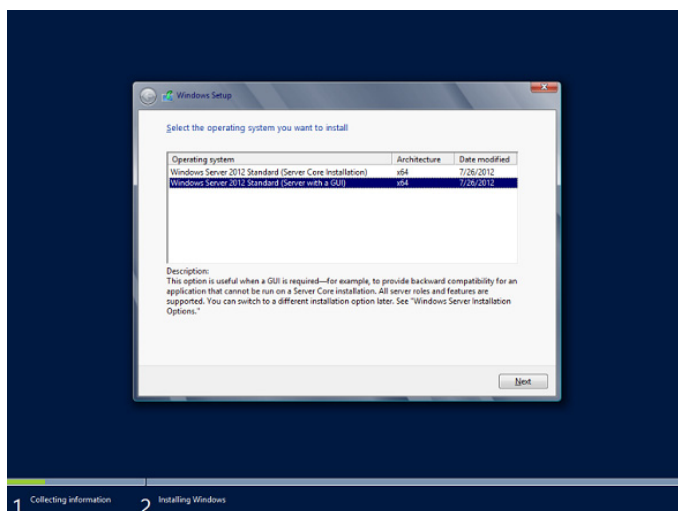 Windows Setup
Select the operating system you want to install
Operating system Architecture Date modified
Windows Server 2012 Standard (Server Core Installation) x64 7/26/2012
Windows Server 2012 Standard (Server with a GUI) x64 7/26/2012
Description:
This option is useful when a GUI is required—for example, to provide backward compatibility for an
application that cannot be run on a Server Core installation. All server roles and features are
supported. You can switch to a different installation option later. See "Windows Server Installation
Options."
Next
1 Collecting information 2 Installing Windows